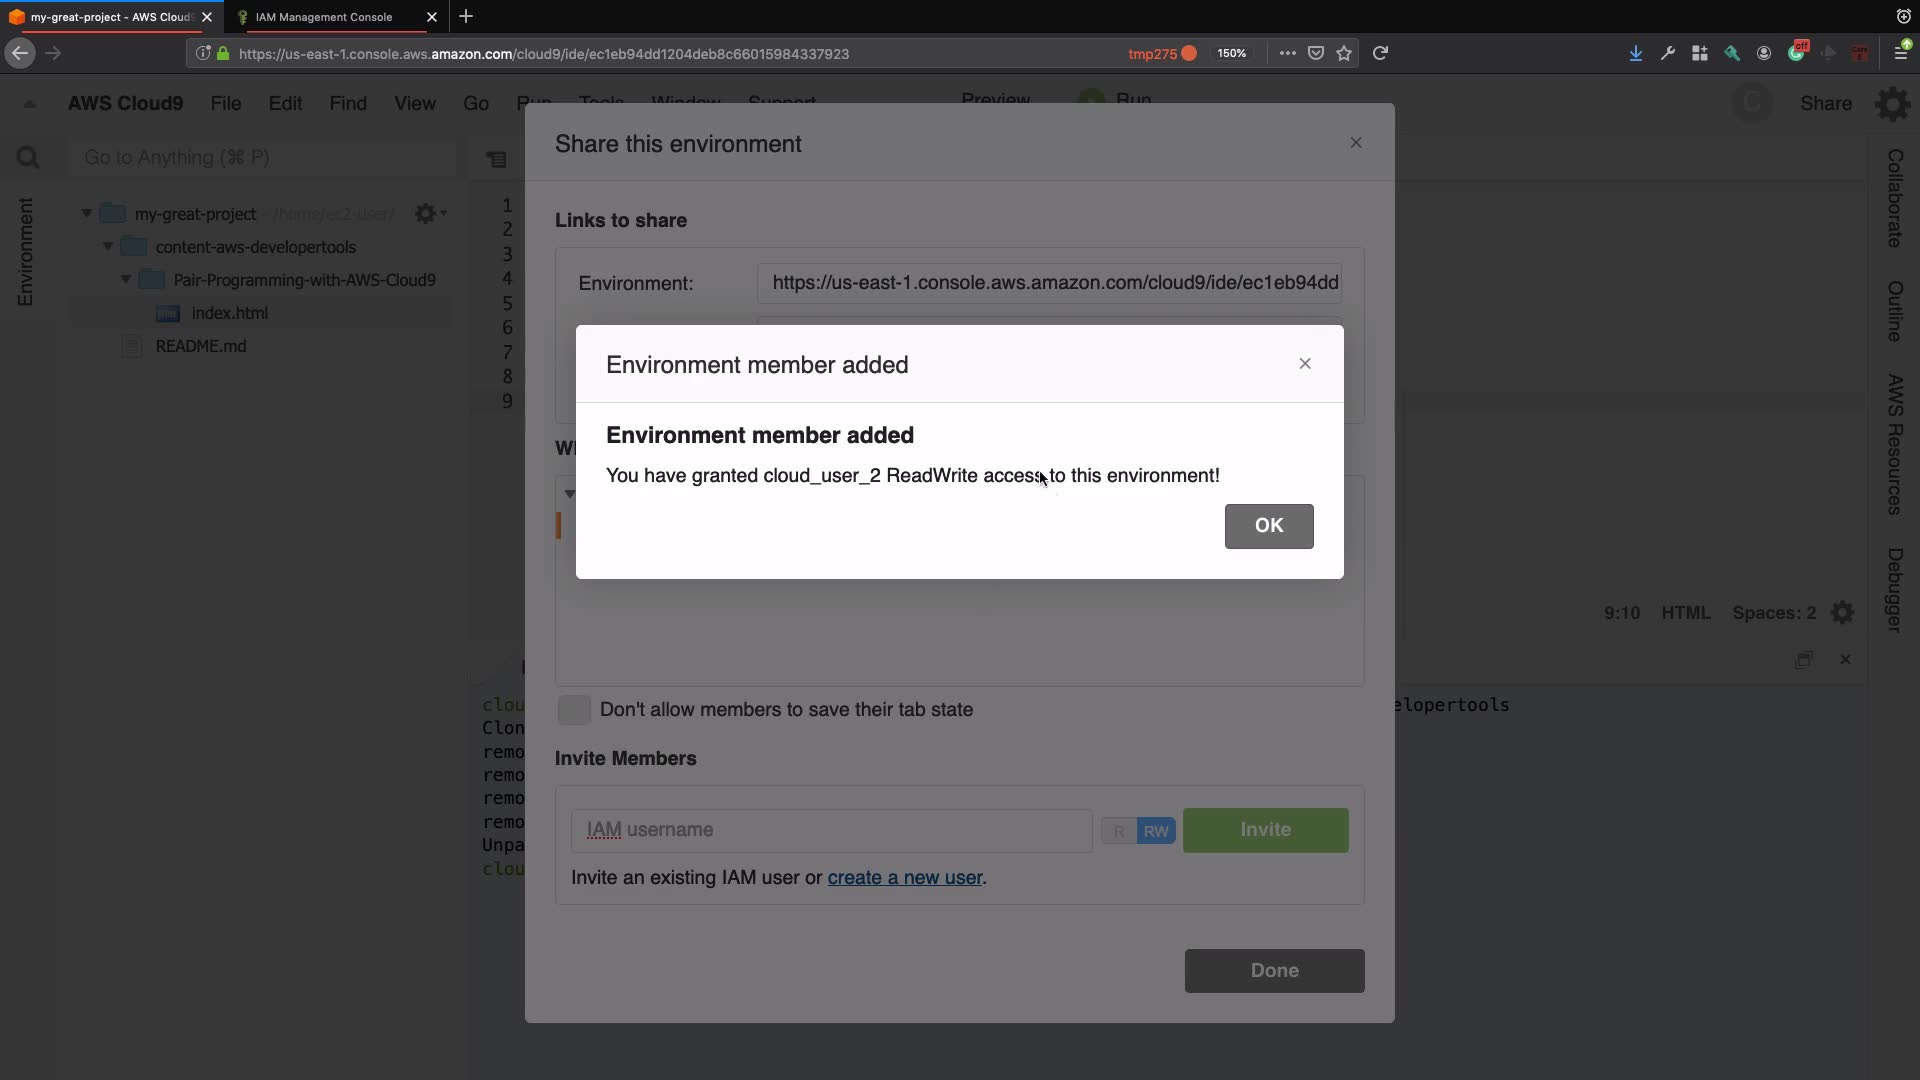 my-great-project - AWS Cloud9
IAM Management Console
https://us-east-1.console.aws.amazon.com/cloud9/ide/ec1eb94dd1204deb8c66015984337923
tmp275
150%
off
AWS Cloud9 File Edit Find View Go Run Tools Window Support Preview Run
C
Share
Go to Anything (⌘ P)
Environment
my-great-project - /home/ec2-user/
content-aws-developertools
Pair-Programming-with-AWS-Cloud9
index.html
README.md
1
2
3
4
5
6
7
8
9
Share this environment
Links to share
Environment: https://us-east-1.console.aws.amazon.com/cloud9/ide/ec1eb94dd
Environment member added
Environment member added
You have granted cloud_user_2 ReadWrite access to this environment!
OK
Don't allow members to save their tab state
Invite Members
IAM username
R RW
Invite
Invite an existing IAM user or create a new user.
Done
9:10 HTML Spaces: 2
clou
Clon
remo
remo
remo
remo
Unpa
clou
elopertools
Collaborate
Outline
AWS Resources
Debugger